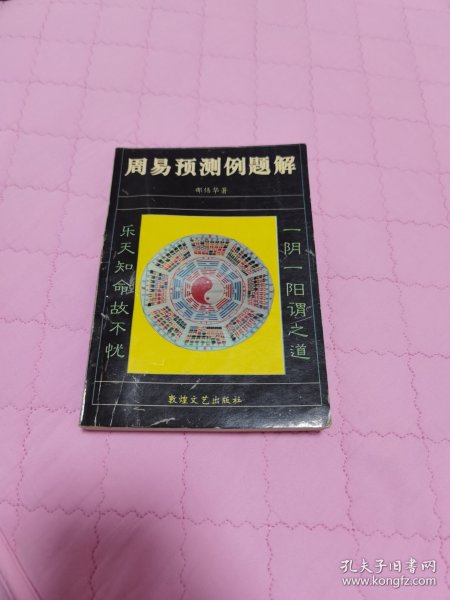 周易预测例题解
邵伟华著
一阴一阳谓之道
乐天知命故不忧
敦煌文艺出版社
孔夫子旧书网
www.kongfz.com